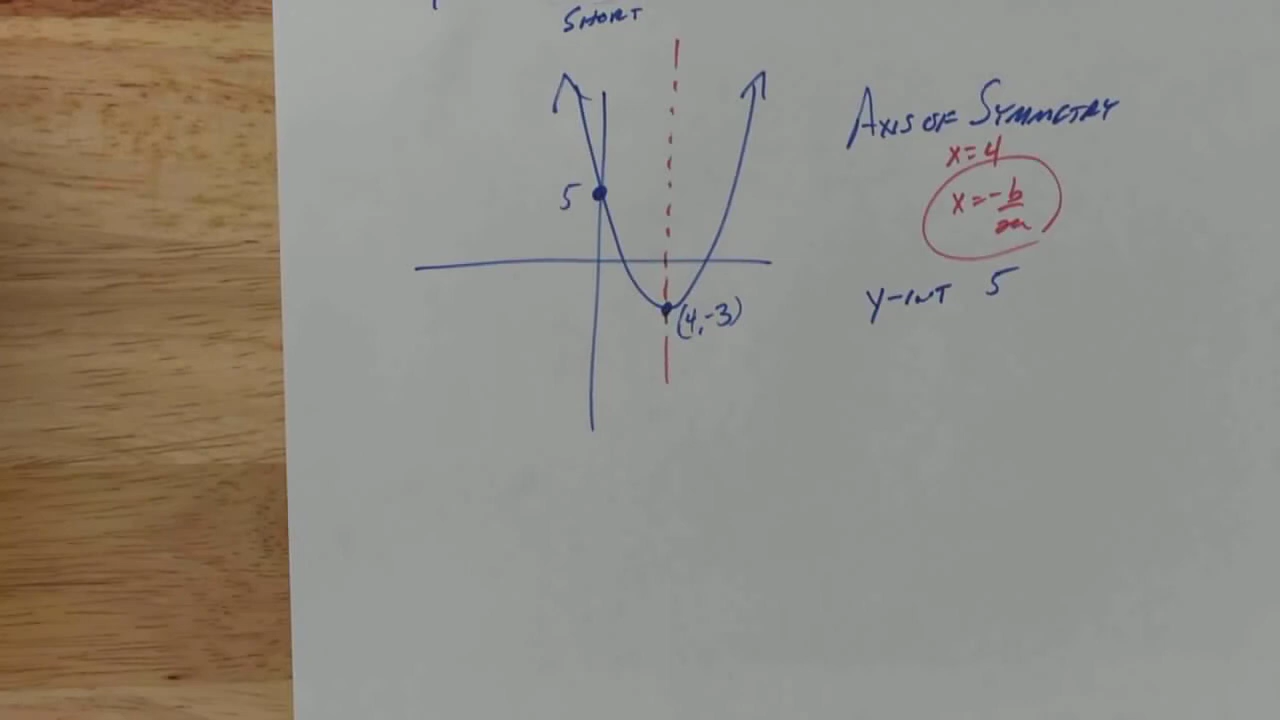 SHORT
AXIS OF SYMMETRY
x=4
x=-b/2a
5
y-INT 5
(4,-3)